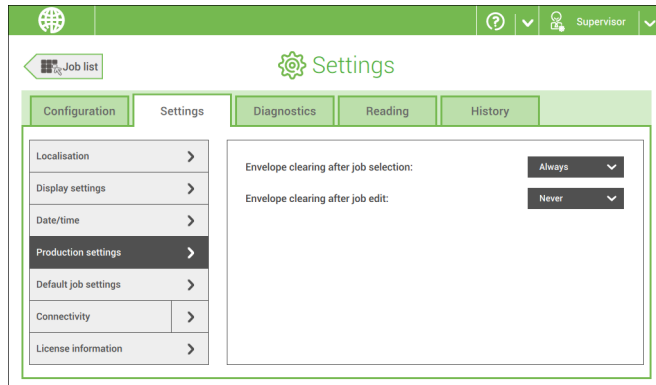 Supervisor
Job list
Settings
Configuration
Settings
Diagnostics
Reading
History
Localisation
Display settings
Date/time
Production settings
Default job settings
Connectivity
License information
Envelope clearing after job selection:
Always
Envelope clearing after job edit:
Never